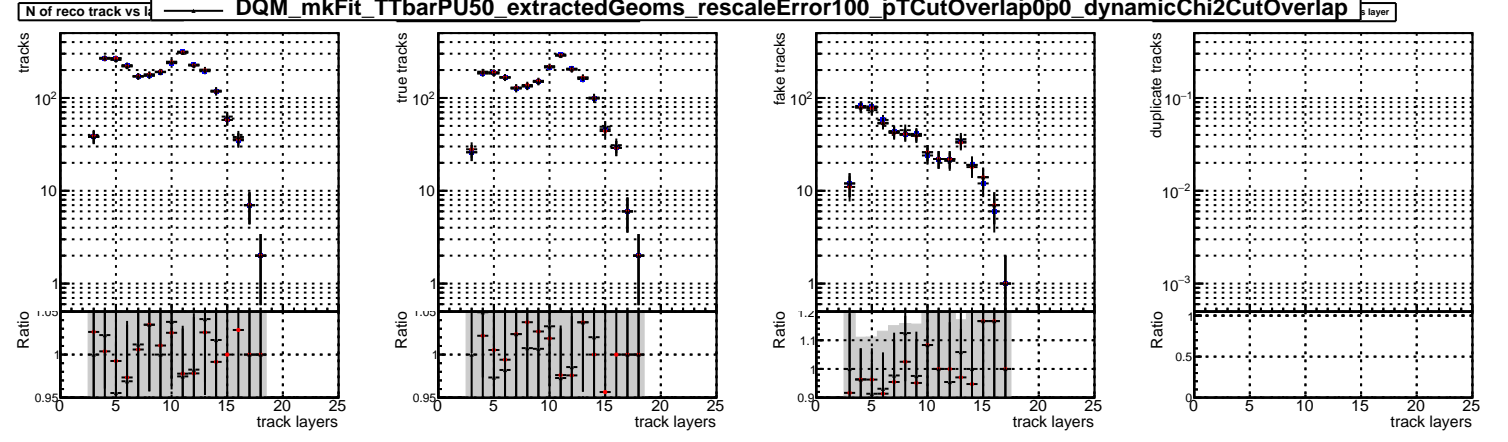 N of reco track vs la
DQM_mkFit_TTbarPU50_extractedGeoms_rescaleError100_pTCutOverlap0p0_dynamicChi2CutOverlap
s layer
tracks
10²
10
1
Ratio
1.05
1
0.95
0 5 10 15 20 25
track layers
true tracks
10²
10
1
Ratio
1.05
1
0.95
0 5 10 15 20 25
track layers
fake tracks
10²
10
1
Ratio
1.2
1.1
1
0.9
0 5 10 15 20 25
track layers
duplicate tracks
10⁻¹
10⁻²
10⁻³
Ratio
1
0.5
0
0 5 10 15 20 25
track layers